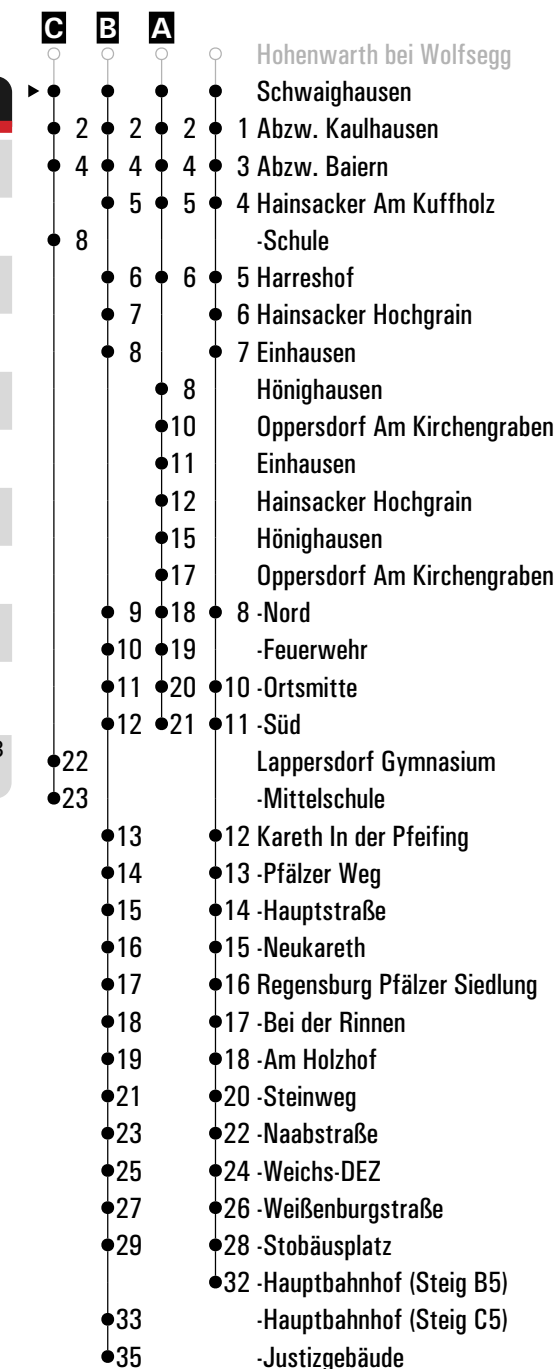 C B A
Hohenwarth bei Wolfsegg
Schwaighausen
2 2 2 1 Abzw. Kaulhausen
4 4 4 3 Abzw. Baiern
5 5 4 Hainsacker Am Kuffholz
8 -Schule
6 6 5 Harreshof
7 6 Hainsacker Hochgrain
8 7 Einhausen
8 Hönighausen
10 Oppersdorf Am Kirchengraben
11 Einhausen
12 Hainsacker Hochgrain
15 Hönighausen
17 Oppersdorf Am Kirchengraben
9 18 8 -Nord
10 19 -Feuerwehr
11 20 10 -Ortsmitte
12 21 11 -Süd
22 Lappersdorf Gymnasium
23 -Mittelschule
13 12 Kareth In der Pfeifing
14 13 -Pfälzer Weg
15 14 -Hauptstraße
16 15 -Neukareth
17 16 Regensburg Pfälzer Siedlung
18 17 -Bei der Rinnen
19 18 -Am Holzhof
21 20 -Steinweg
23 22 -Naabstraße
25 24 -Weichs-DEZ
27 26 -Weißenburgstraße
29 28 -Stobäusplatz
32 -Hauptbahnhof (Steig B5)
33 -Hauptbahnhof (Steig C5)
35 -Justizgebäude